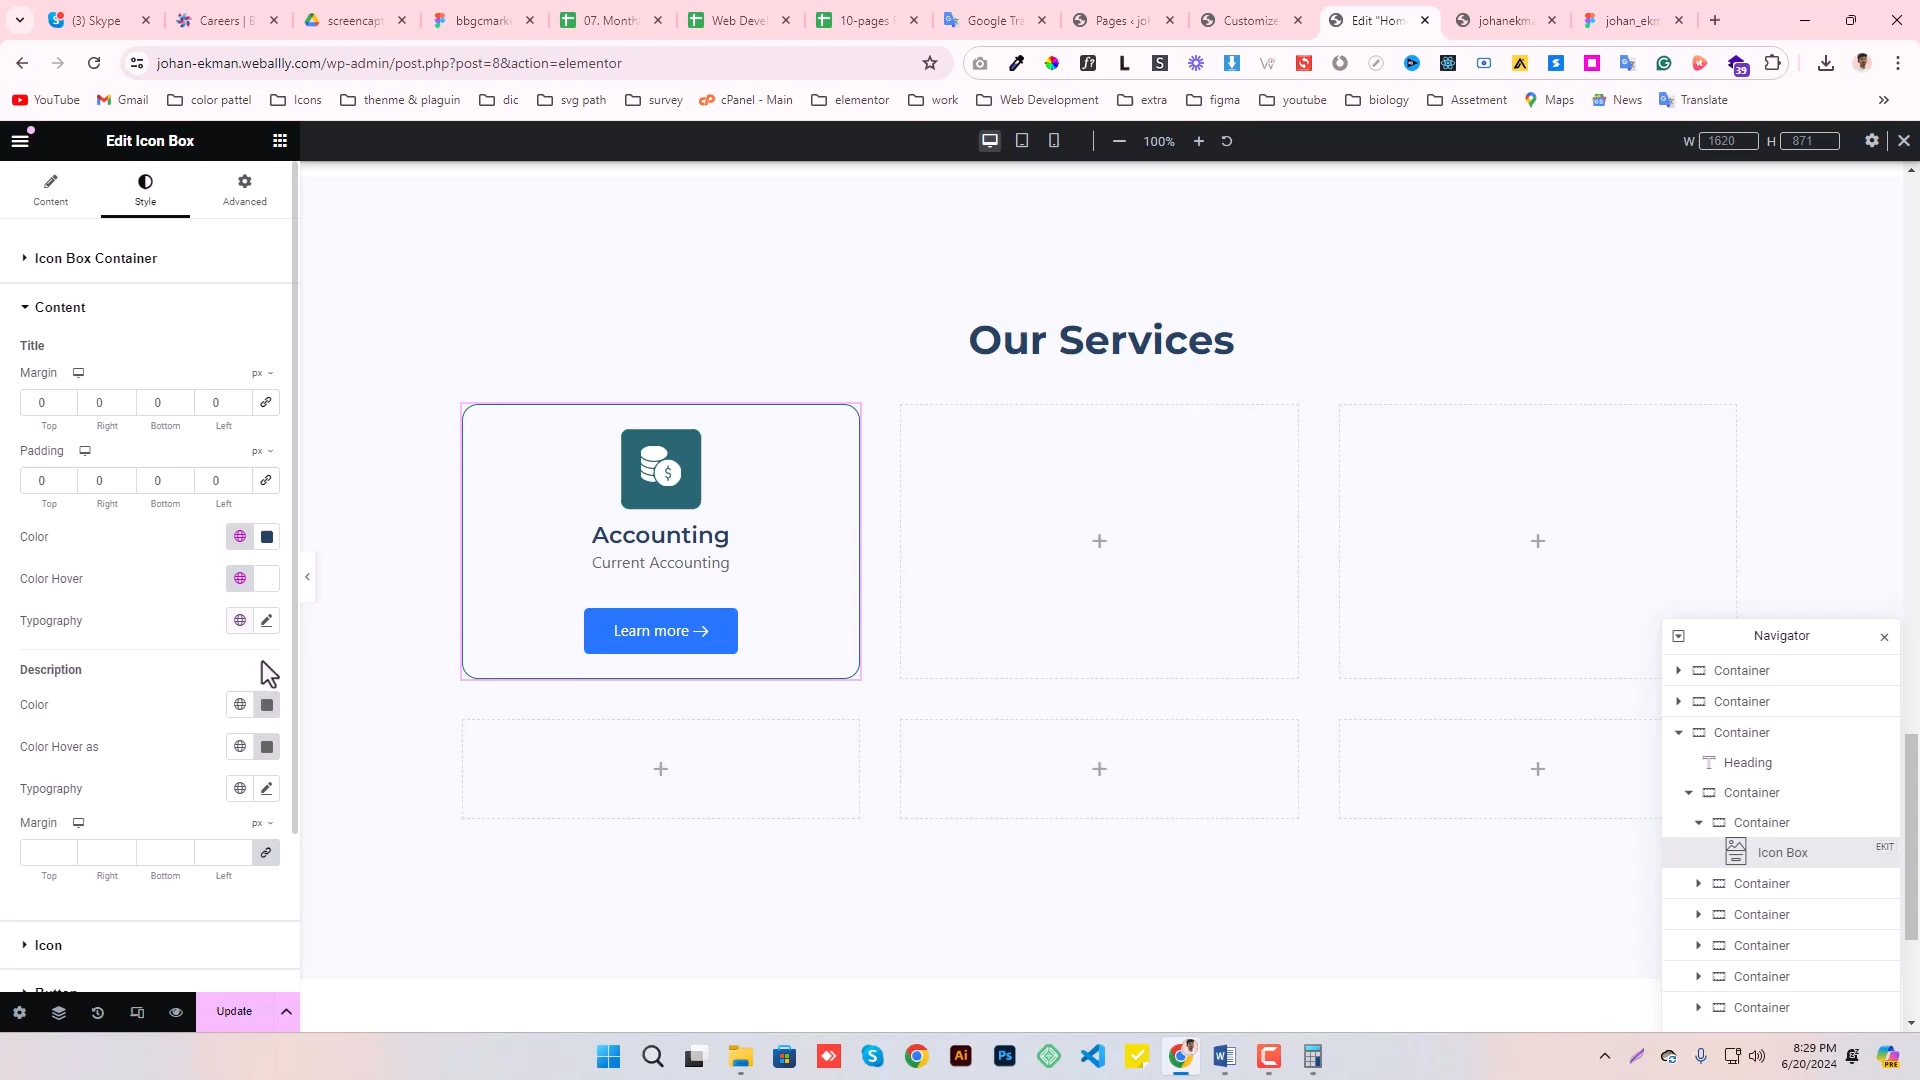 (3) Skype
Careers | B
screencapt
bbgcmark
07. Month
Web Devel
10-pages F
Google Tra
Pages ‹ joh
Customize
Edit "Hom
johanekm
johan_ekm
johan-ekman.weballly.com/wp-admin/post.php?post=8&action=elementor
39
YouTube
Gmail
color pattel
Icons
thenme & plaguin
dic
svg path
survey
cPanel - Main
elementor
work
Web Development
extra
figma
youtube
biology
Assetment
Maps
News
Translate
Edit Icon Box
100%
W 1620 H 871
Content
Style
Advanced
Icon Box Container
Content
Title
Margin px
0 0 0 0
Top Right Bottom Left
Padding px
0 0 0 0
Top Right Bottom Left
Color
Color Hover
Typography
Description
Color
Color Hover as
Typography
Margin px
Top Right Bottom Left
Icon
Button
Update
Our Services
Accounting
Current Accounting
Learn more
Navigator
Container
Container
Container
Heading
Container
Container
Icon Box EKIT
Container
Container
Container
Container
Container
8:29 PM
6/20/2024